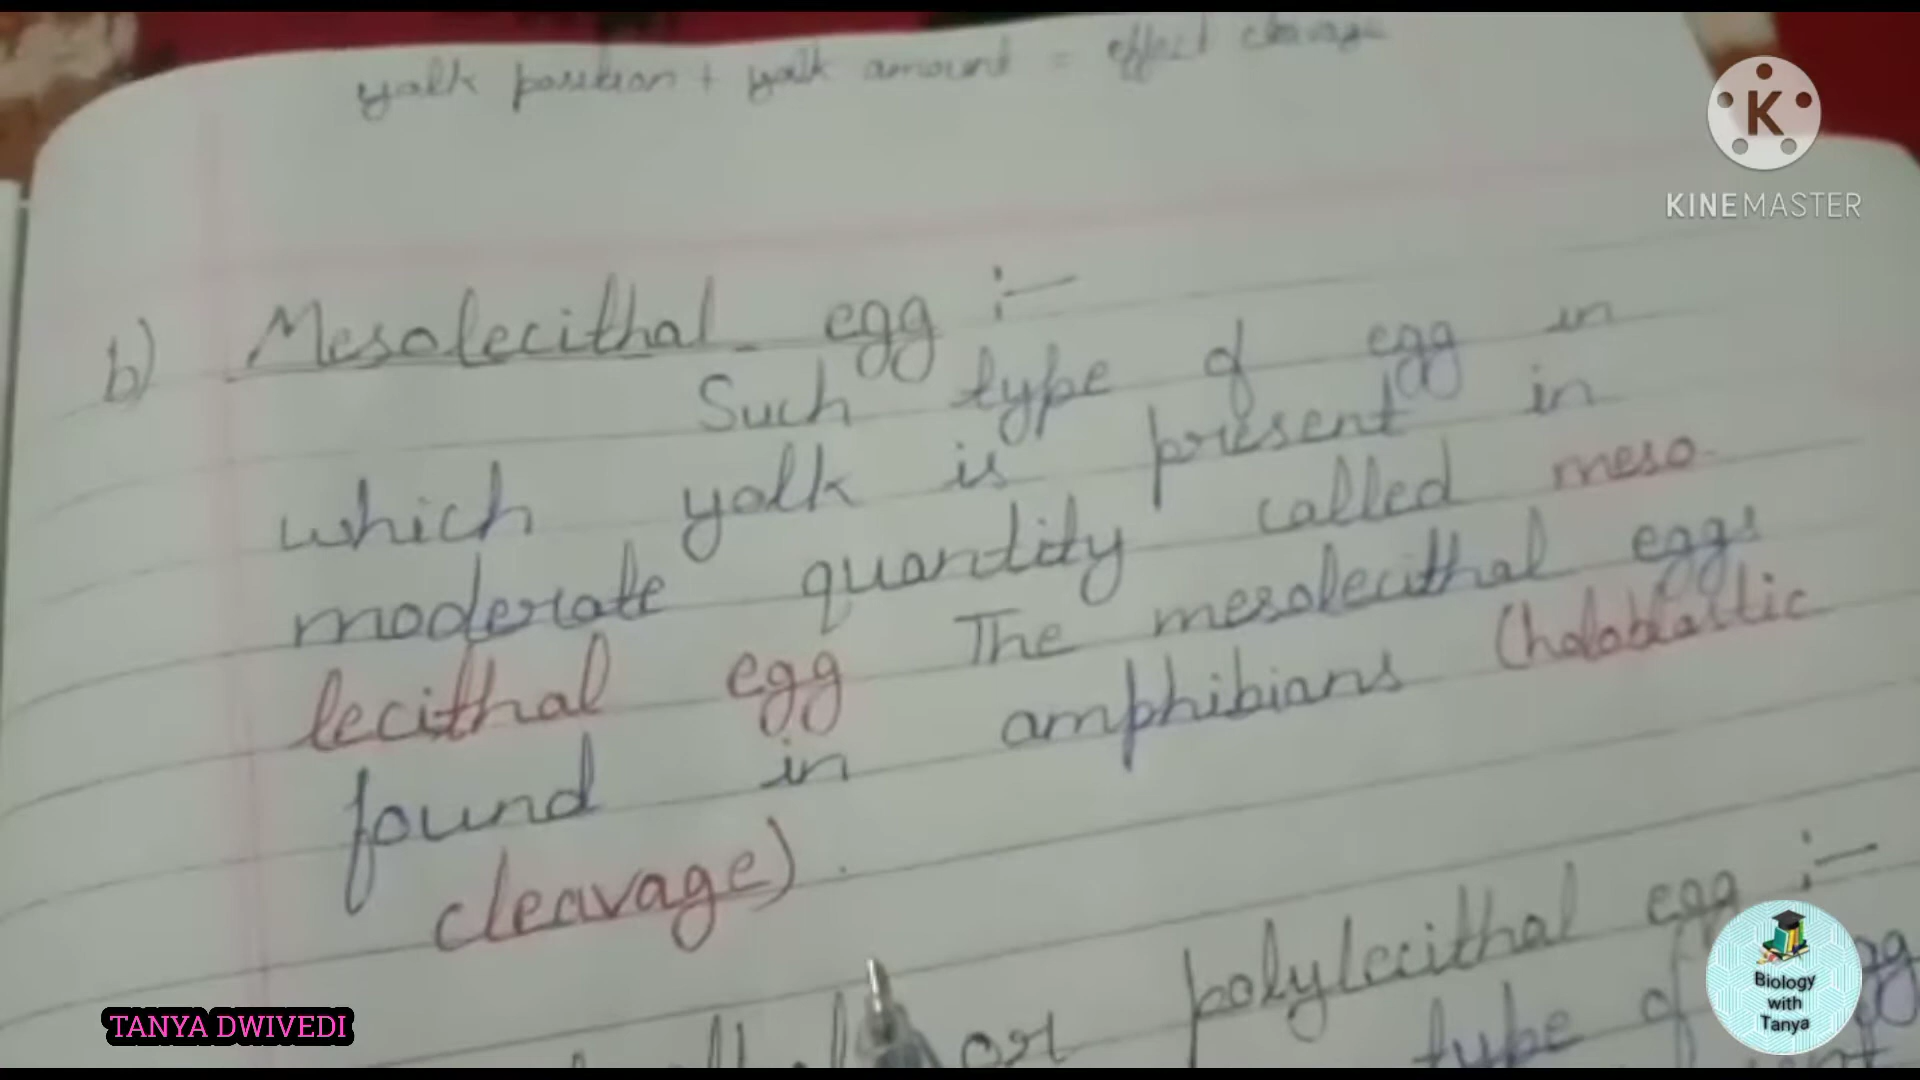 yolk position + yolk amount = effect cleavage
K
KINEMASTER
b) Mesolecithal egg :-
Such type of egg in
which yolk is present in
moderate quantity called meso
lecithal egg The mesolecithal eggs
found in amphibians (holoblastic
cleavage).
or polylecithal egg :-
type of
Biology
with
Tanya
TANYA DWIVEDI